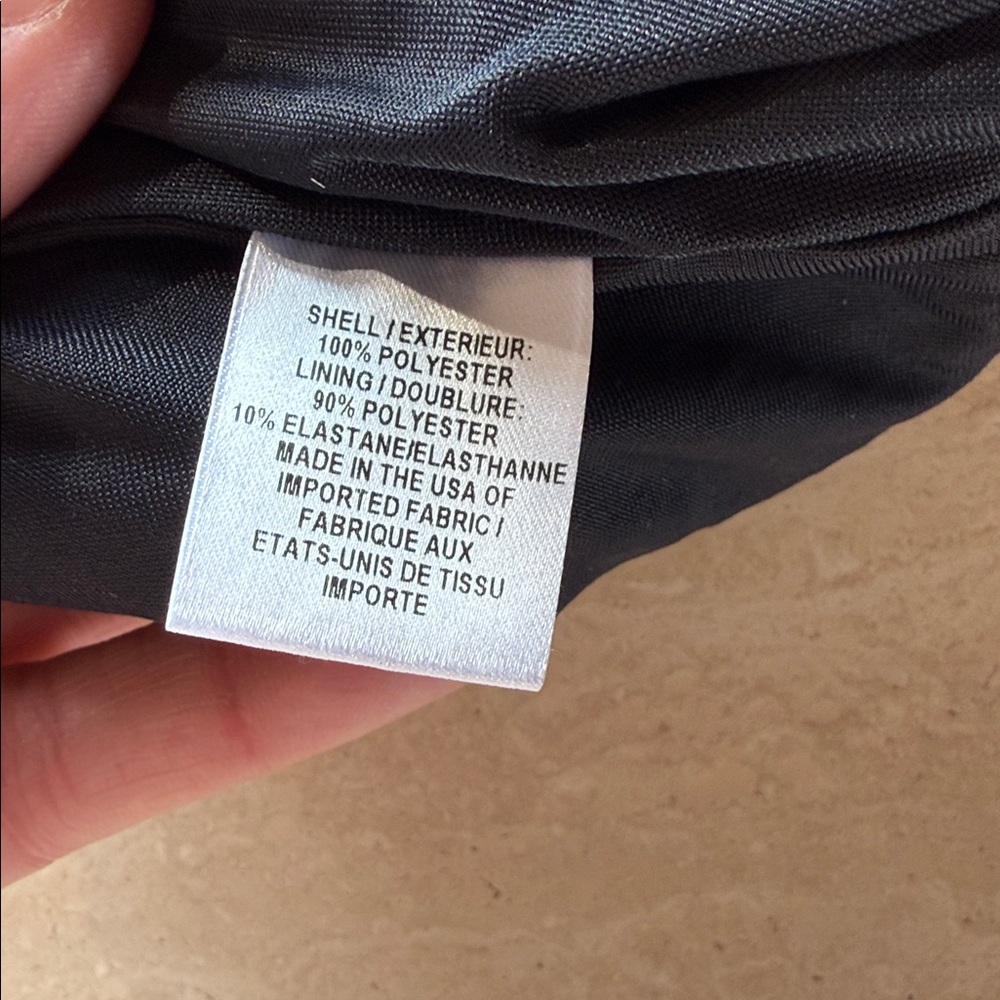 SHELL / EXTERIEUR:
100% POLYESTER
LINING / DOUBLURE:
90% POLYESTER
10% ELASTANE/ELASTHANNE
MADE IN THE USA OF
IMPORTED FABRIC /
FABRIQUE AUX
ETATS-UNIS DE TISSU
IMPORTE